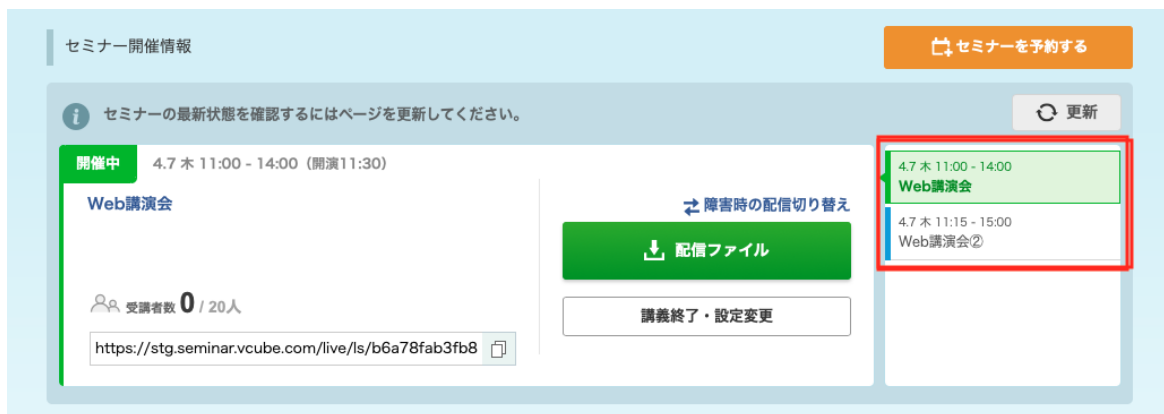 セミナー開催情報
セミナーを予約する
セミナーの最新状態を確認するにはページを更新してください。
更新
開催中 4.7 木 11:00 - 14:00（開演11:30）
Web講演会
障害時の配信切り替え
配信ファイル
受講者数 0 / 20人
講義終了・設定変更
https://stg.seminar.vcube.com/live/ls/b6a78fab3fb8
4.7 木 11:00 - 14:00
Web講演会
4.7 木 11:15 - 15:00
Web講演会②